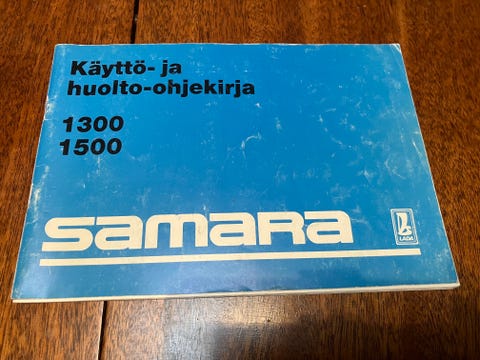 Käyttö- ja
huolto-ohjekirja
1300
1500
SAMARA
LADA